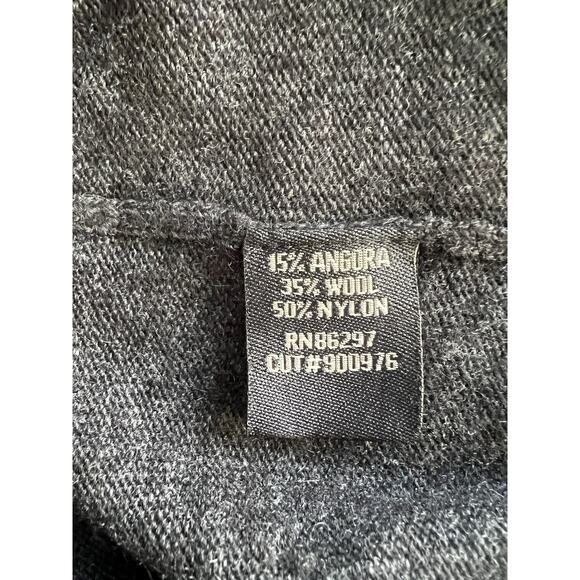 15% ANGORA
35% WOOL
50% NYLON
RN86297
CUT#900976